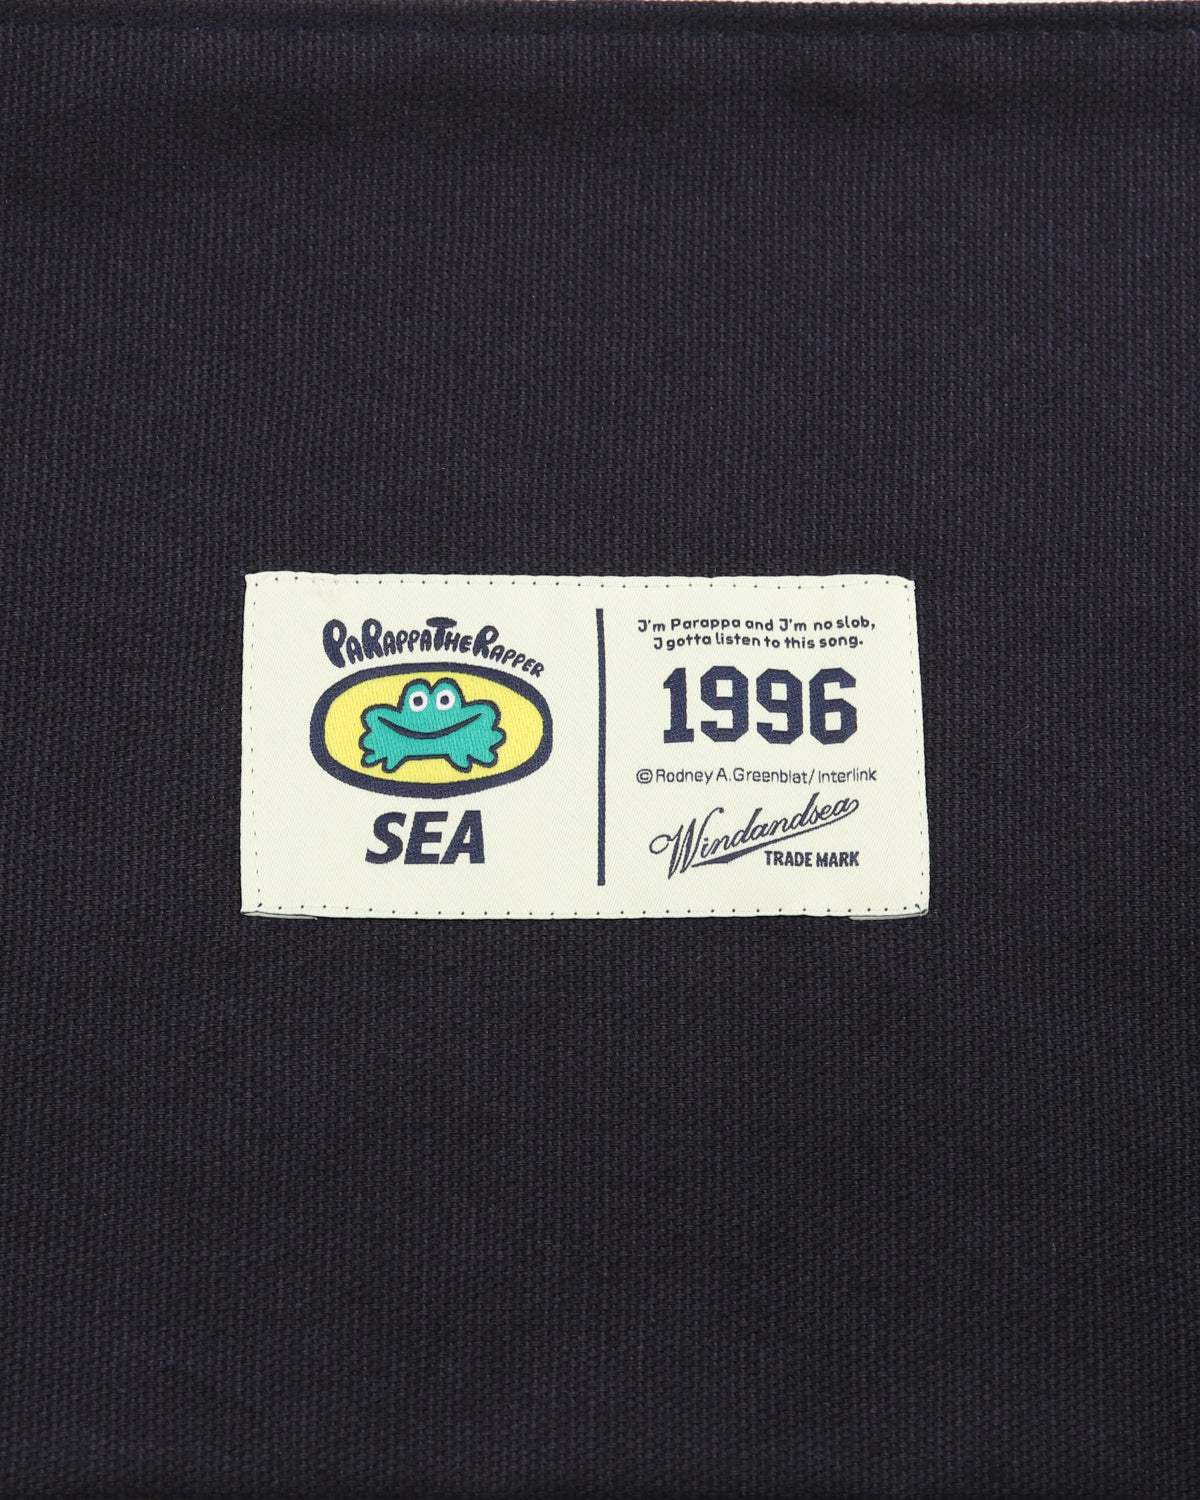 PaRappaTheRapper
SEA
I'm Parappa and I'm no slob,
I gotta listen to this song.
1996
©Rodney A. Greenblat/Interlink
Windandsea
TRADE MARK